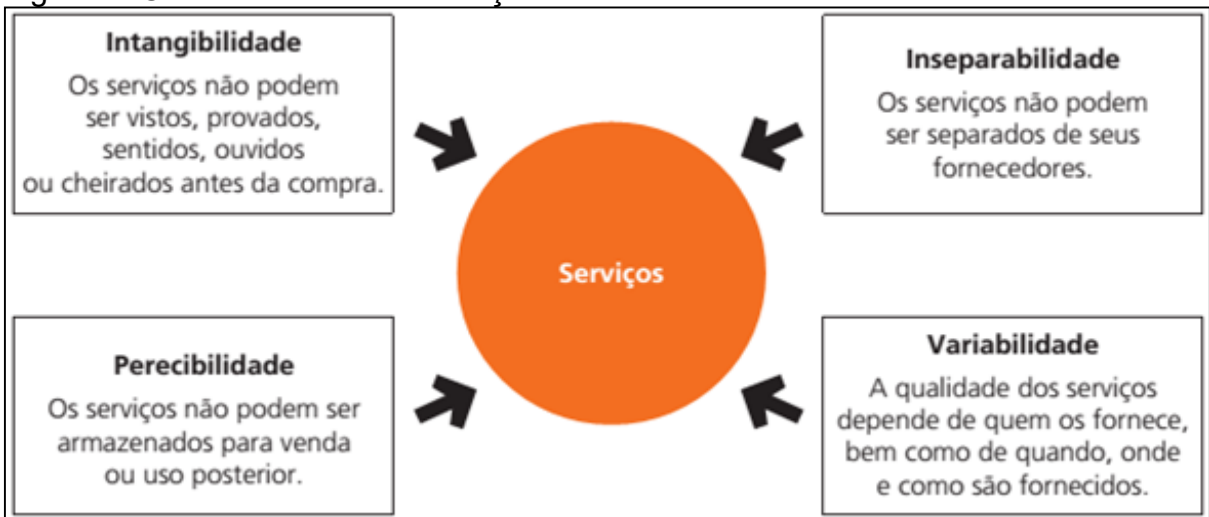 Intangibilidade
Os serviços não podem
ser vistos, provados,
sentidos, ouvidos
ou cheirados antes da compra.
Inseparabilidade
Os serviços não podem
ser separados de seus
fornecedores.
Serviços
Perecibilidade
Os serviços não podem ser
armazenados para venda
ou uso posterior.
Variabilidade
A qualidade dos serviços
depende de quem os fornece,
bem como de quando, onde
e como são fornecidos.